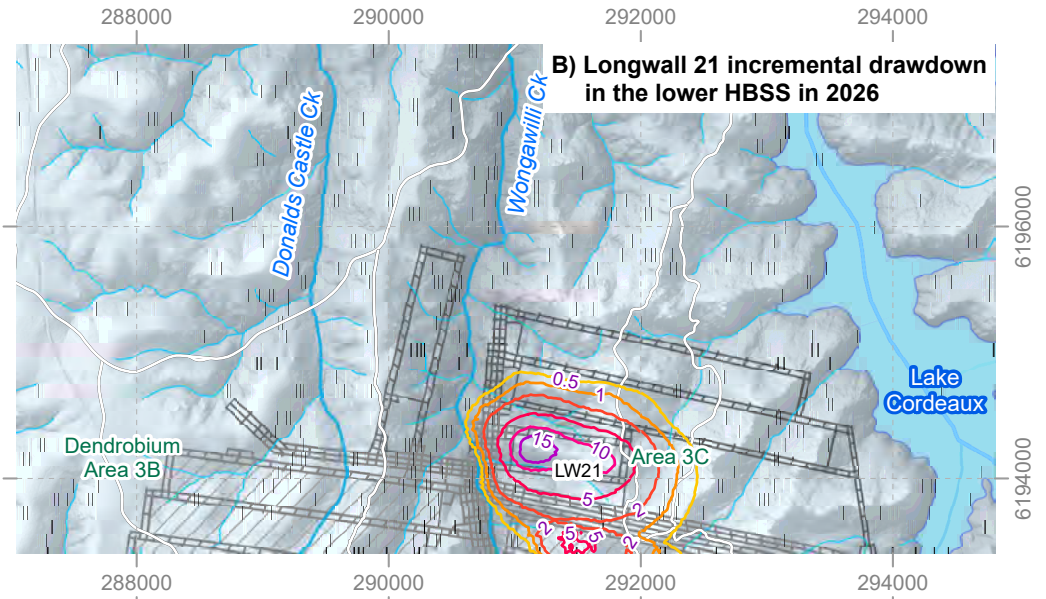 288000 290000 292000 294000
B) Longwall 21 incremental drawdown
in the lower HBSS in 2026
Donalds Castle Ck
Wongawilli Ck
6196000
Lake
Cordeaux
0.5
1
15
10
Dendrobium
Area 3B
Area 3C
LW21
5
2
6194000
2
5
5
2
288000 290000 292000 294000